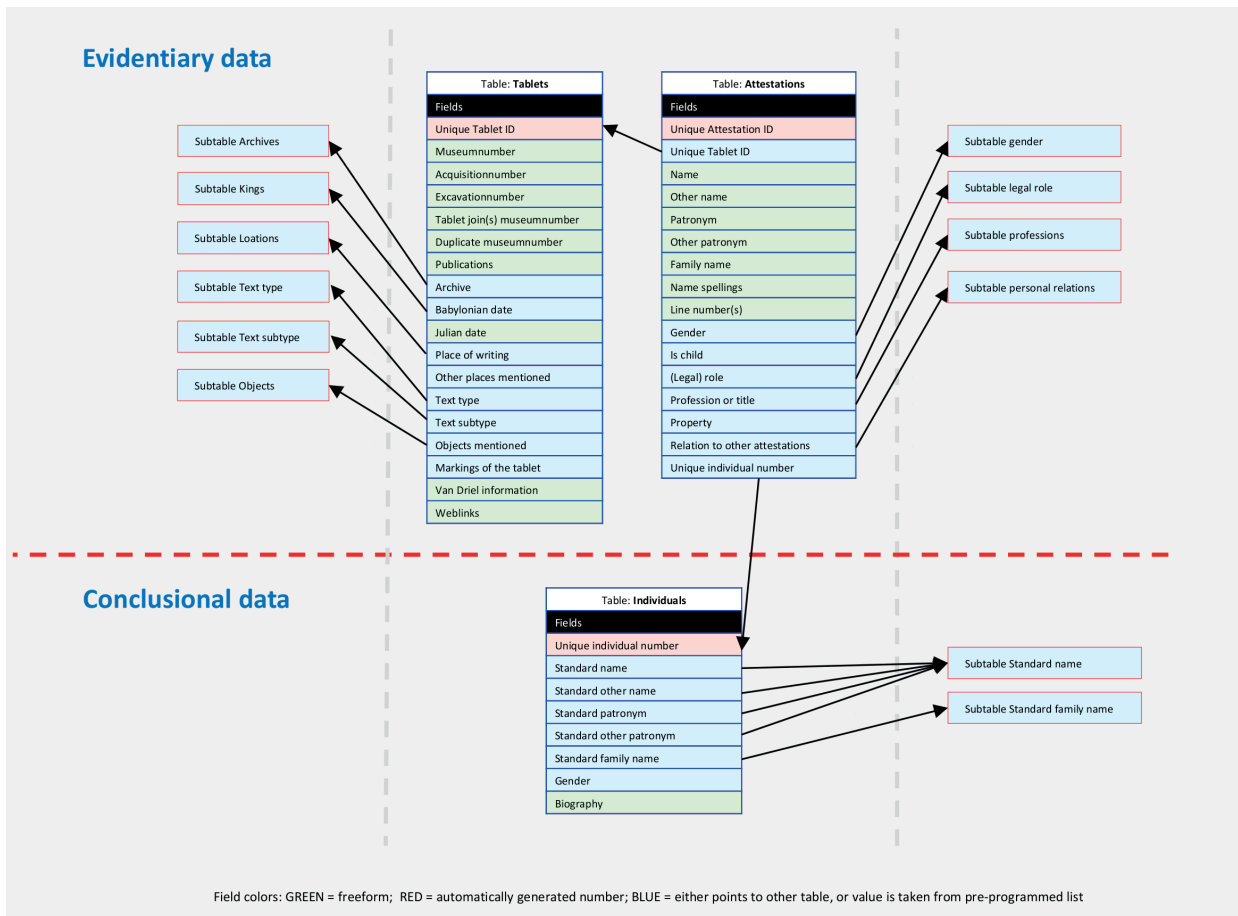 Evidentiary data
Subtable Archives
Subtable Kings
Subtable Loations
Subtable Text type
Subtable Text subtype
Subtable Objects
Table: Tablets
Fields
Unique Tablet ID
Museumnumber
Acquisitionnumber
Excavationnumber
Tablet join(s) museumnumber
Duplicate museumnumber
Publications
Archive
Babylonian date
Julian date
Place of writing
Other places mentioned
Text type
Text subtype
Objects mentioned
Markings of the tablet
Van Driel information
Weblinks
Table: Attestations
Fields
Unique Attestation ID
Unique Tablet ID
Name
Other name
Patronym
Other patronym
Family name
Name spellings
Line number(s)
Gender
Is child
(Legal) role
Profession or title
Property
Relation to other attestations
Unique individual number
Subtable gender
Subtable legal role
Subtable professions
Subtable personal relations
Conclusional data
Table: Individuals
Fields
Unique individual number
Standard name
Standard other name
Standard patronym
Standard other patronym
Standard family name
Gender
Biography
Subtable Standard name
Subtable Standard family name
Field colors: GREEN = freeform; RED = automatically generated number; BLUE = either points to other table, or value is taken from pre-programmed list